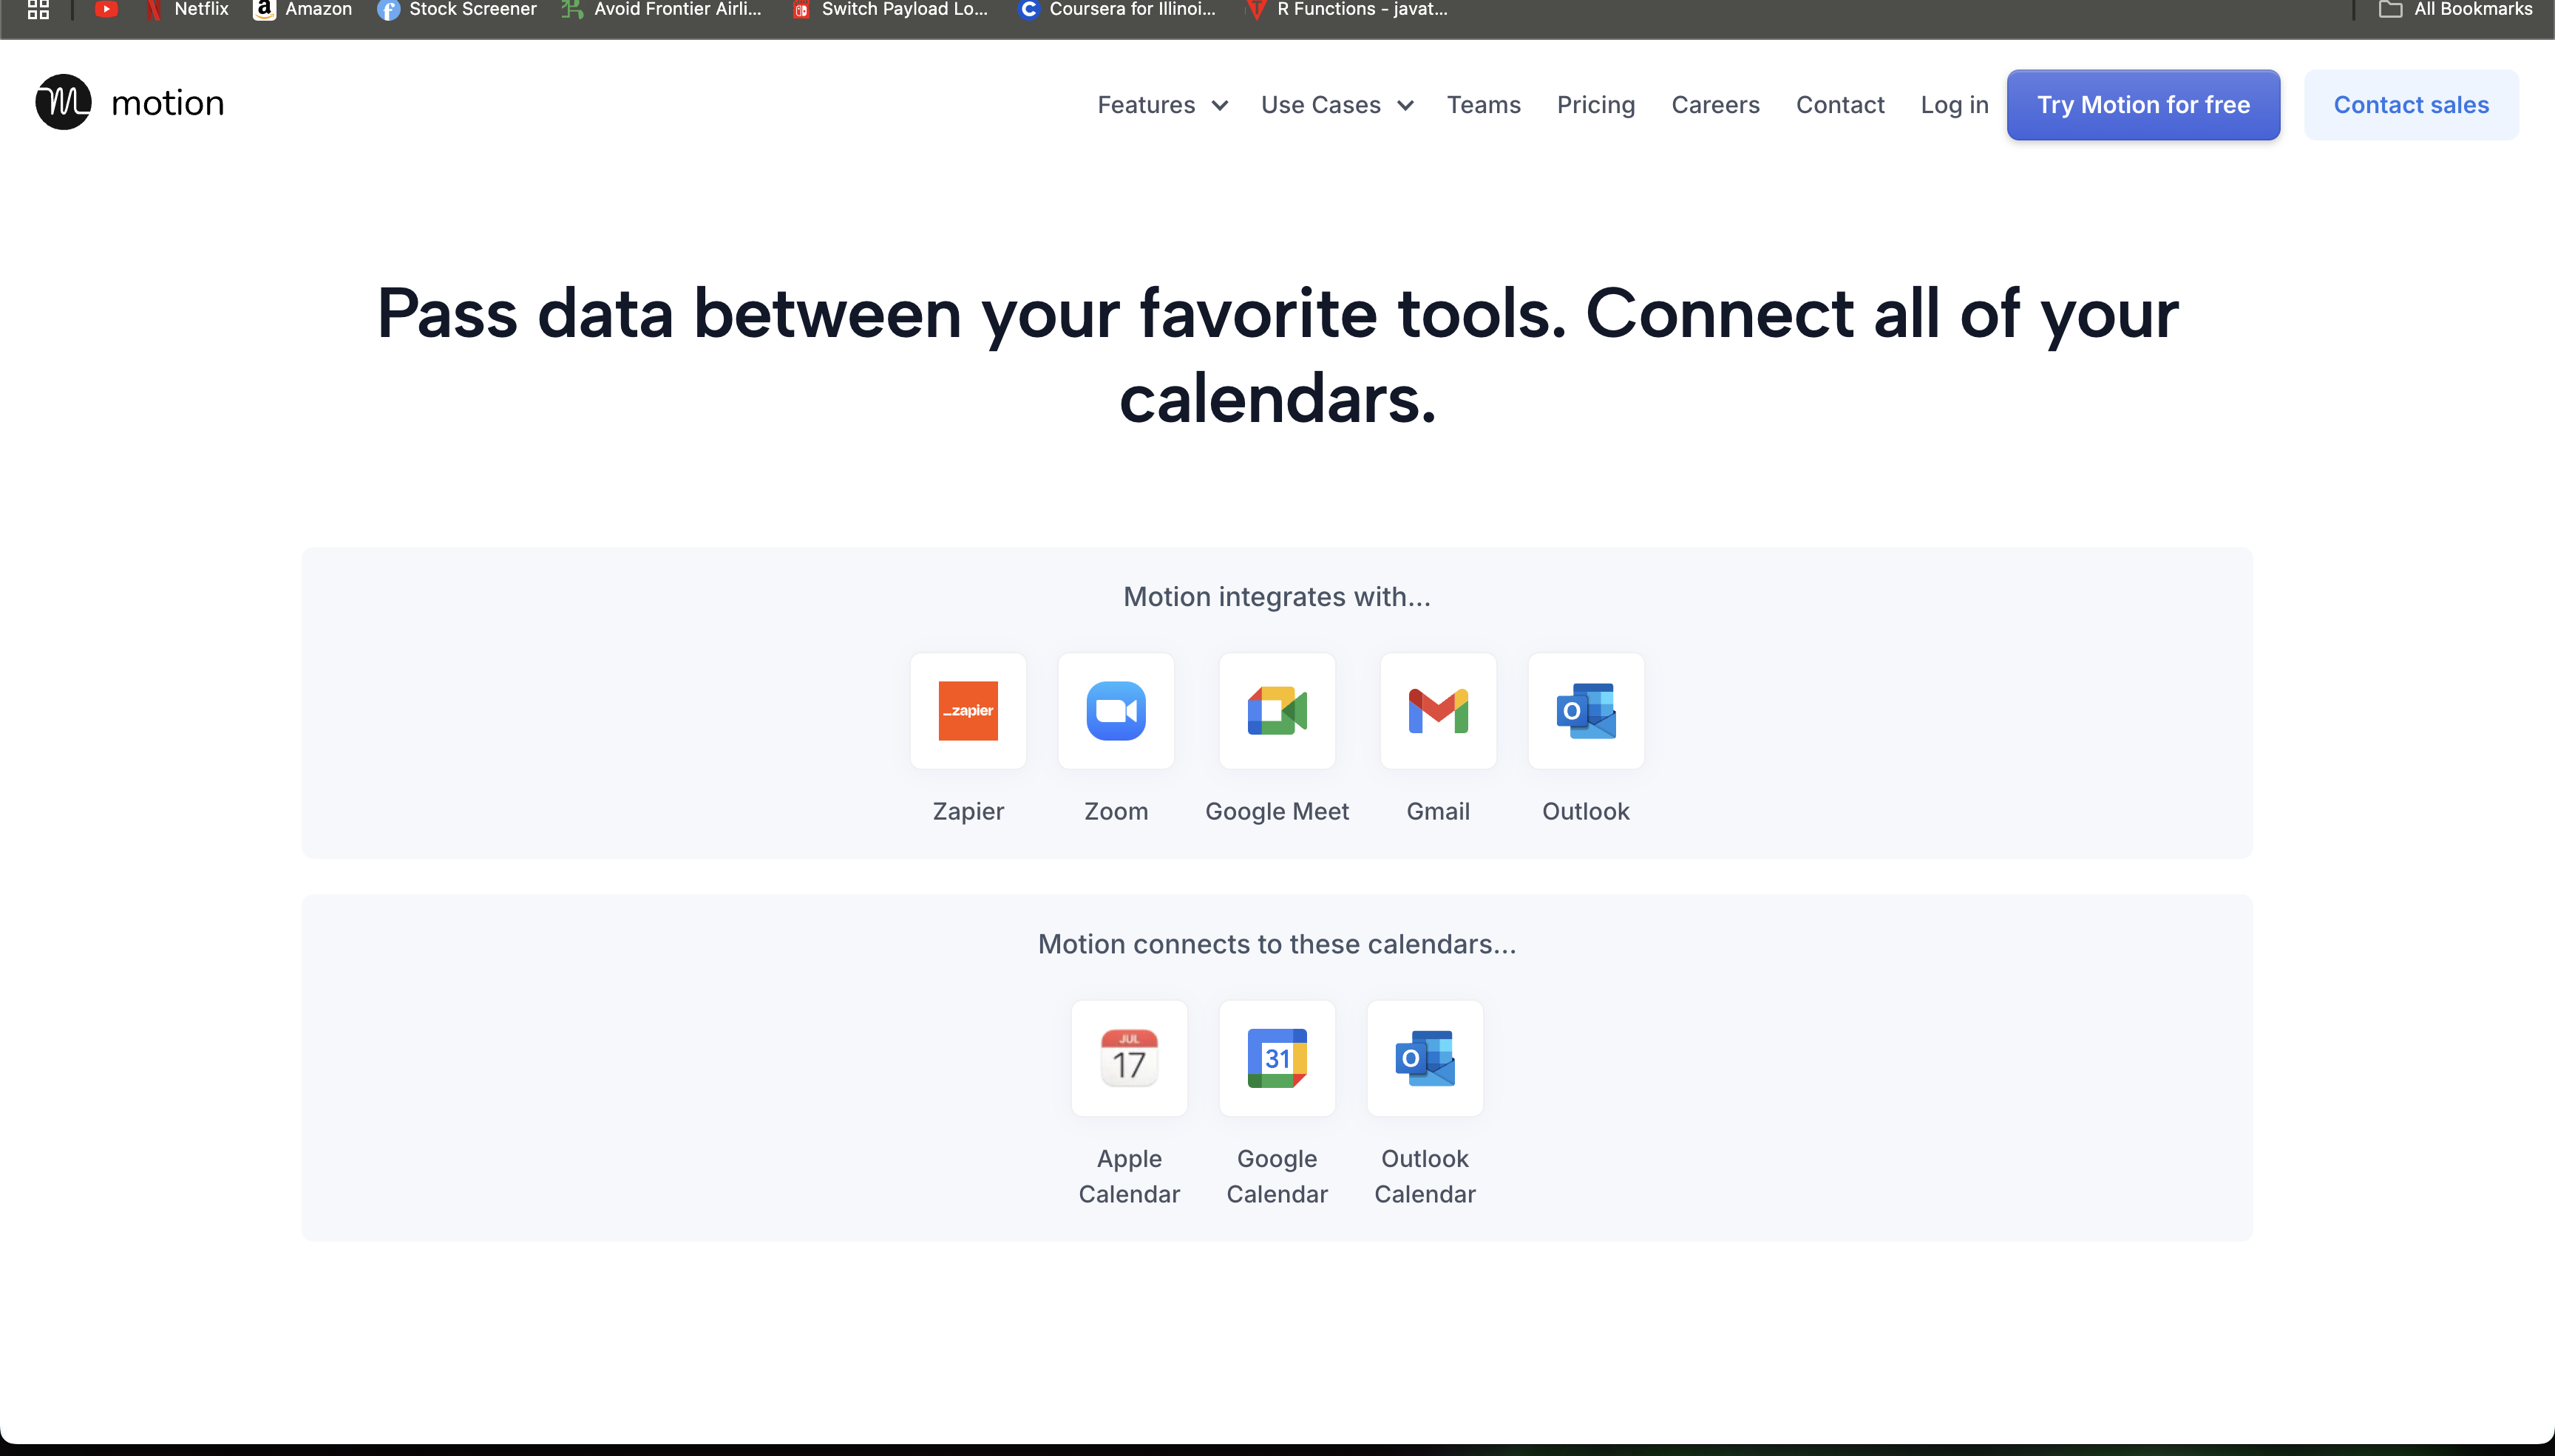 Netflix
Amazon
Stock Screener
Avoid Frontier Airli...
Switch Payload Lo...
Coursera for Illinoi...
R Functions - javat...
All Bookmarks
motion
Features
Use Cases
Teams
Pricing
Careers
Contact
Log in
Try Motion for free
Contact sales
Pass data between your favorite tools. Connect all of your
calendars.
Motion integrates with...
_zapier
Zapier
Zoom
Google Meet
Gmail
O
Outlook
Motion connects to these calendars...
JUL
17
31
O
Apple
Calendar
Google
Calendar
Outlook
Calendar